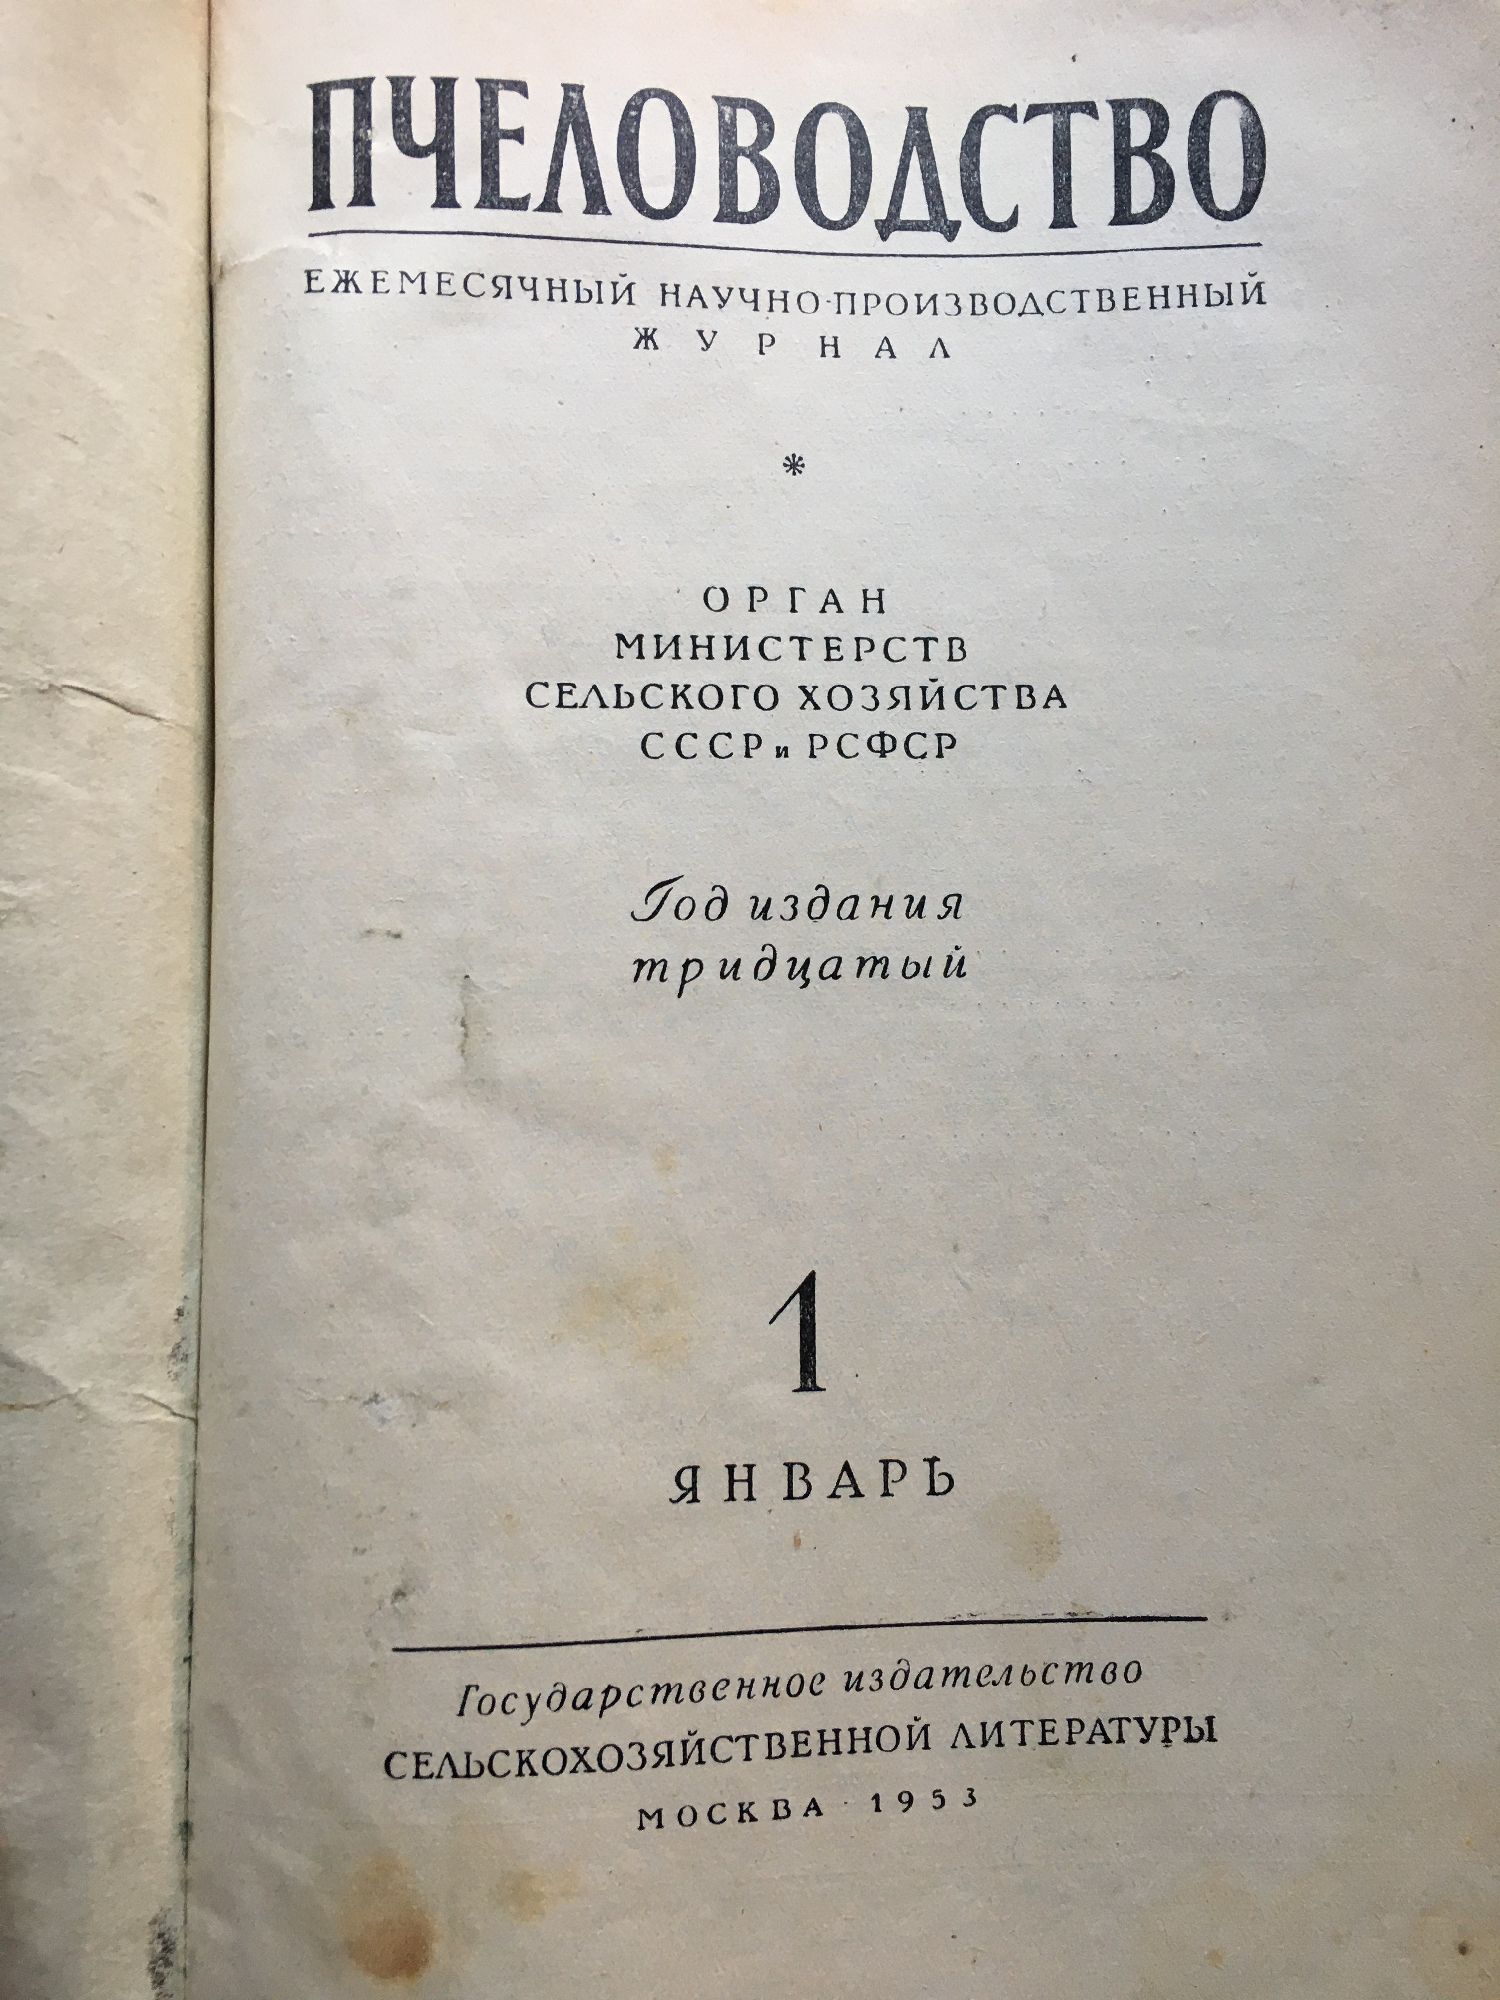 ПЧЕЛОВОДСТВО
ЕЖЕМЕСЯЧНЫЙ НАУЧНО-ПРОИЗВОДСТВЕННЫЙ
ЖУРНАЛ
*
ОРГАН
МИНИСТЕРСТВ
СЕЛЬСКОГО ХОЗЯЙСТВА
СССР и РСФСР
Год издания
тридцатый
1
ЯНВАРЬ
Государственное издательство
СЕЛЬСКОХОЗЯЙСТВЕННОЙ ЛИТЕРАТУРЫ
МОСКВА · 1953